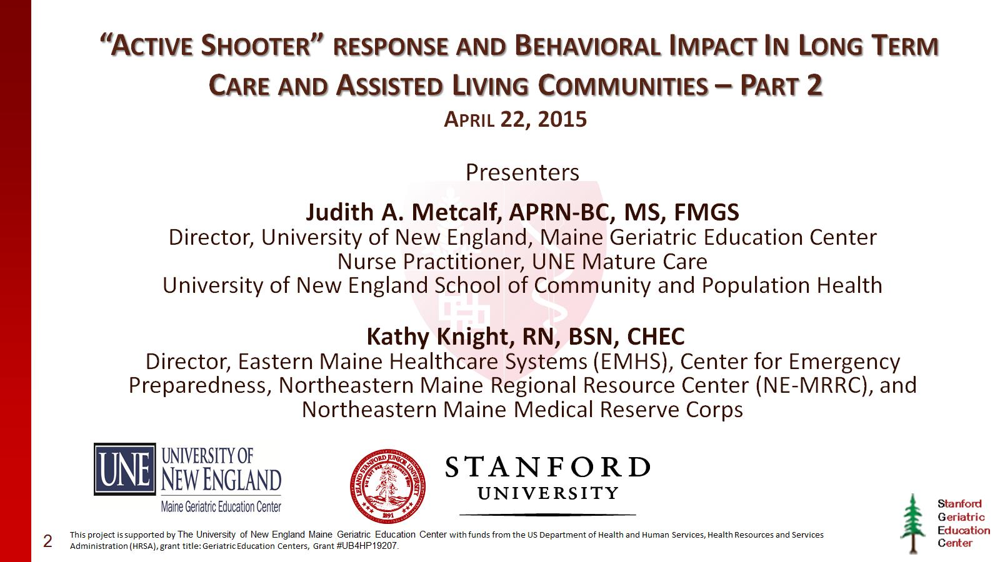 “ACTIVE SHOOTER” RESPONSE AND BEHAVIORAL IMPACT IN LONG TERM
CARE AND ASSISTED LIVING COMMUNITIES – PART 2
APRIL 22, 2015
Presenters
Judith A. Metcalf, APRN-BC, MS, FMGS
Director, University of New England, Maine Geriatric Education Center
Nurse Practitioner, UNE Mature Care
University of New England School of Community and Population Health
Kathy Knight, RN, BSN, CHEC
Director, Eastern Maine Healthcare Systems (EMHS), Center for Emergency
Preparedness, Northeastern Maine Regional Resource Center (NE-MRRC), and
Northeastern Maine Medical Reserve Corps
UNE
UNIVERSITY OF
NEW ENGLAND
Maine Geriatric Education Center
LELAND STANFORD JUNIOR UNIVERSITY
DIE LUFT DER FREIHEIT WEHT
1891
STANFORD
UNIVERSITY
Stanford
Geriatric
Education
Center
2
This project is supported by The University of New England Maine Geriatric Education Center with funds from the US Department of Health and Human Services, Health Resources and Services
Administration (HRSA), grant title: Geriatric Education Centers, Grant #UB4HP19207.